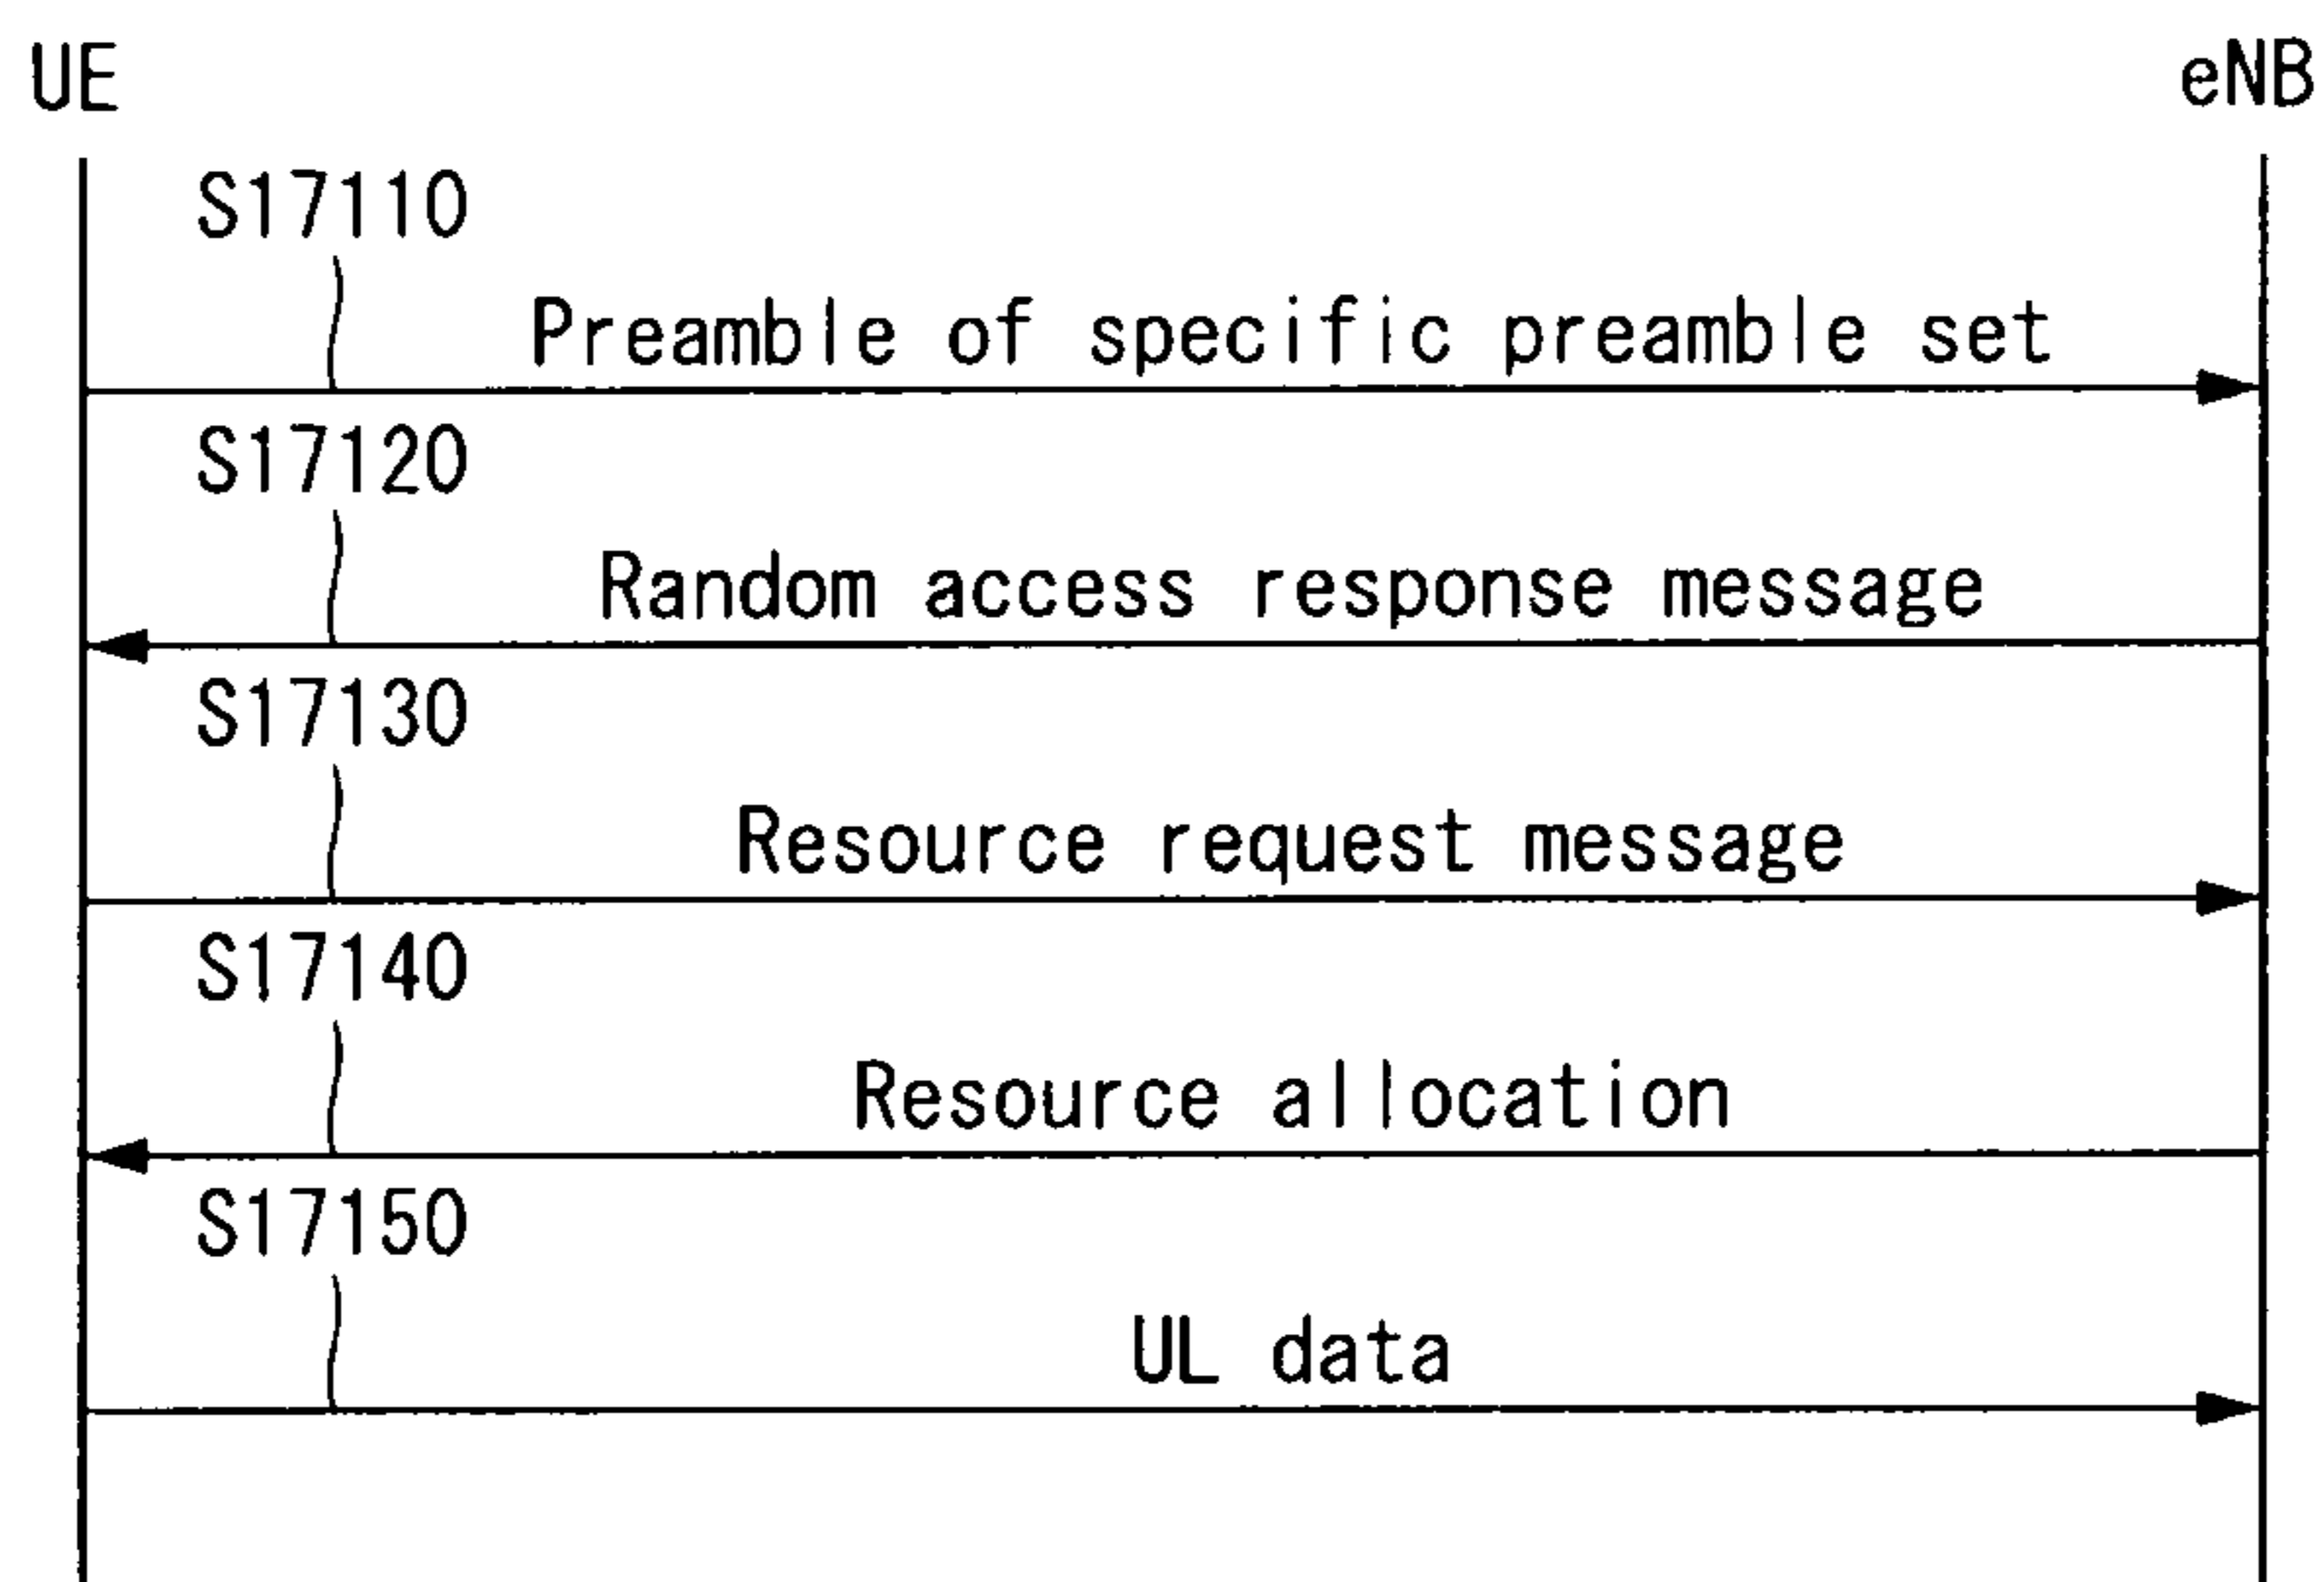 UE eNB
S17110
Preamble of specific preamble set
S17120
Random access response message
S17130
Resource request message
S17140
Resource allocation
S17150
UL data